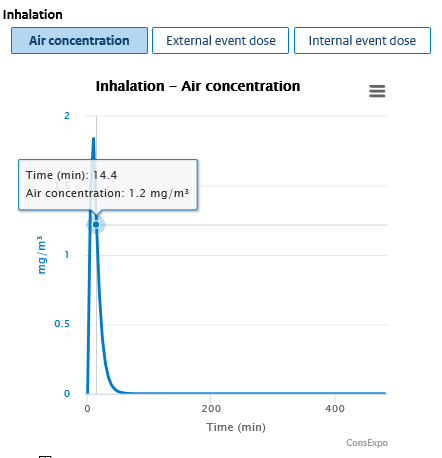 Inhalation
Air concentration
External event dose
Internal event dose
Inhalation – Air concentration
2
Time (min): 14.4
Air concentration: 1.2 mg/m³
1
0.5
0
mg/m³
0
200
400
Time (min)
ConsExpo